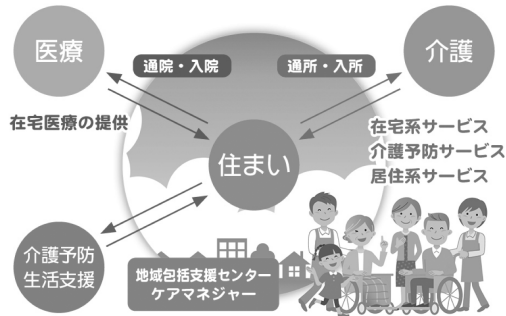 医療
通院・入院
通所・入所
介護
在宅医療の提供
住まい
在宅系サービス
介護予防サービス
居住系サービス
介護予防
生活支援
地域包括支援センター
ケアマネジャー